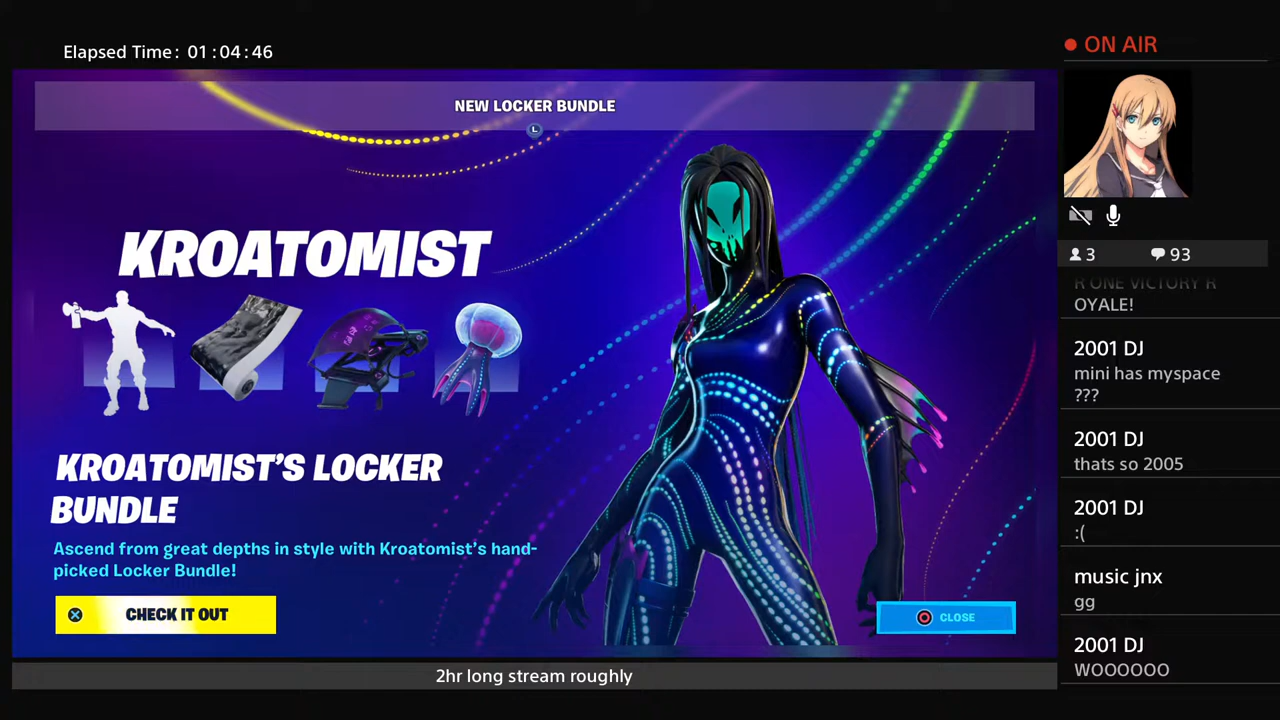 Elapsed Time: 01:04:46
ON AIR
NEW LOCKER BUNDLE
L
KROATOMIST
KROATOMIST'S LOCKER
BUNDLE
Ascend from great depths in style with Kroatomist's hand-
picked Locker Bundle!
CHECK IT OUT
CLOSE
2hr long stream roughly
3
93
R ONE VICTORY R
OYALE!
2001 DJ
mini has myspace
???
2001 DJ
thats so 2005
2001 DJ
:(
music jnx
gg
2001 DJ
WOOOOOO